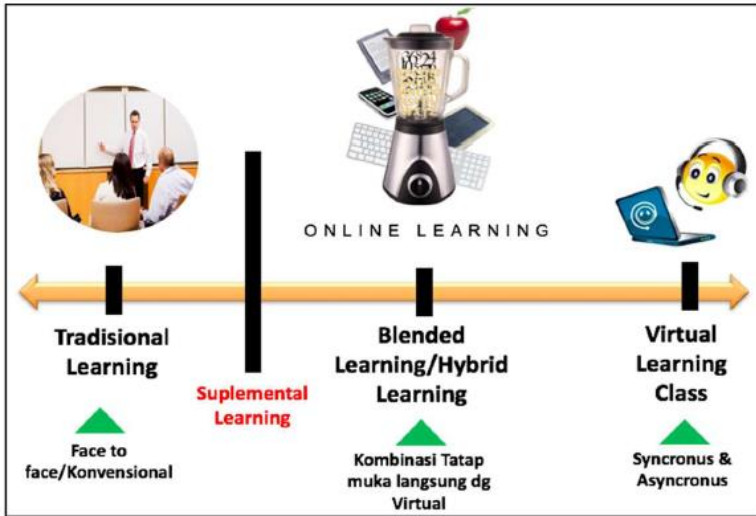 ONLINE LEARNING
Tradisional
Learning
Suplemental
Learning
Blended
Learning/Hybrid
Learning
Virtual
Learning
Class
Face to
face/Konvensional
Kombinasi Tatap
muka langsung dg
Virtual
Syncronus &
Asyncronus